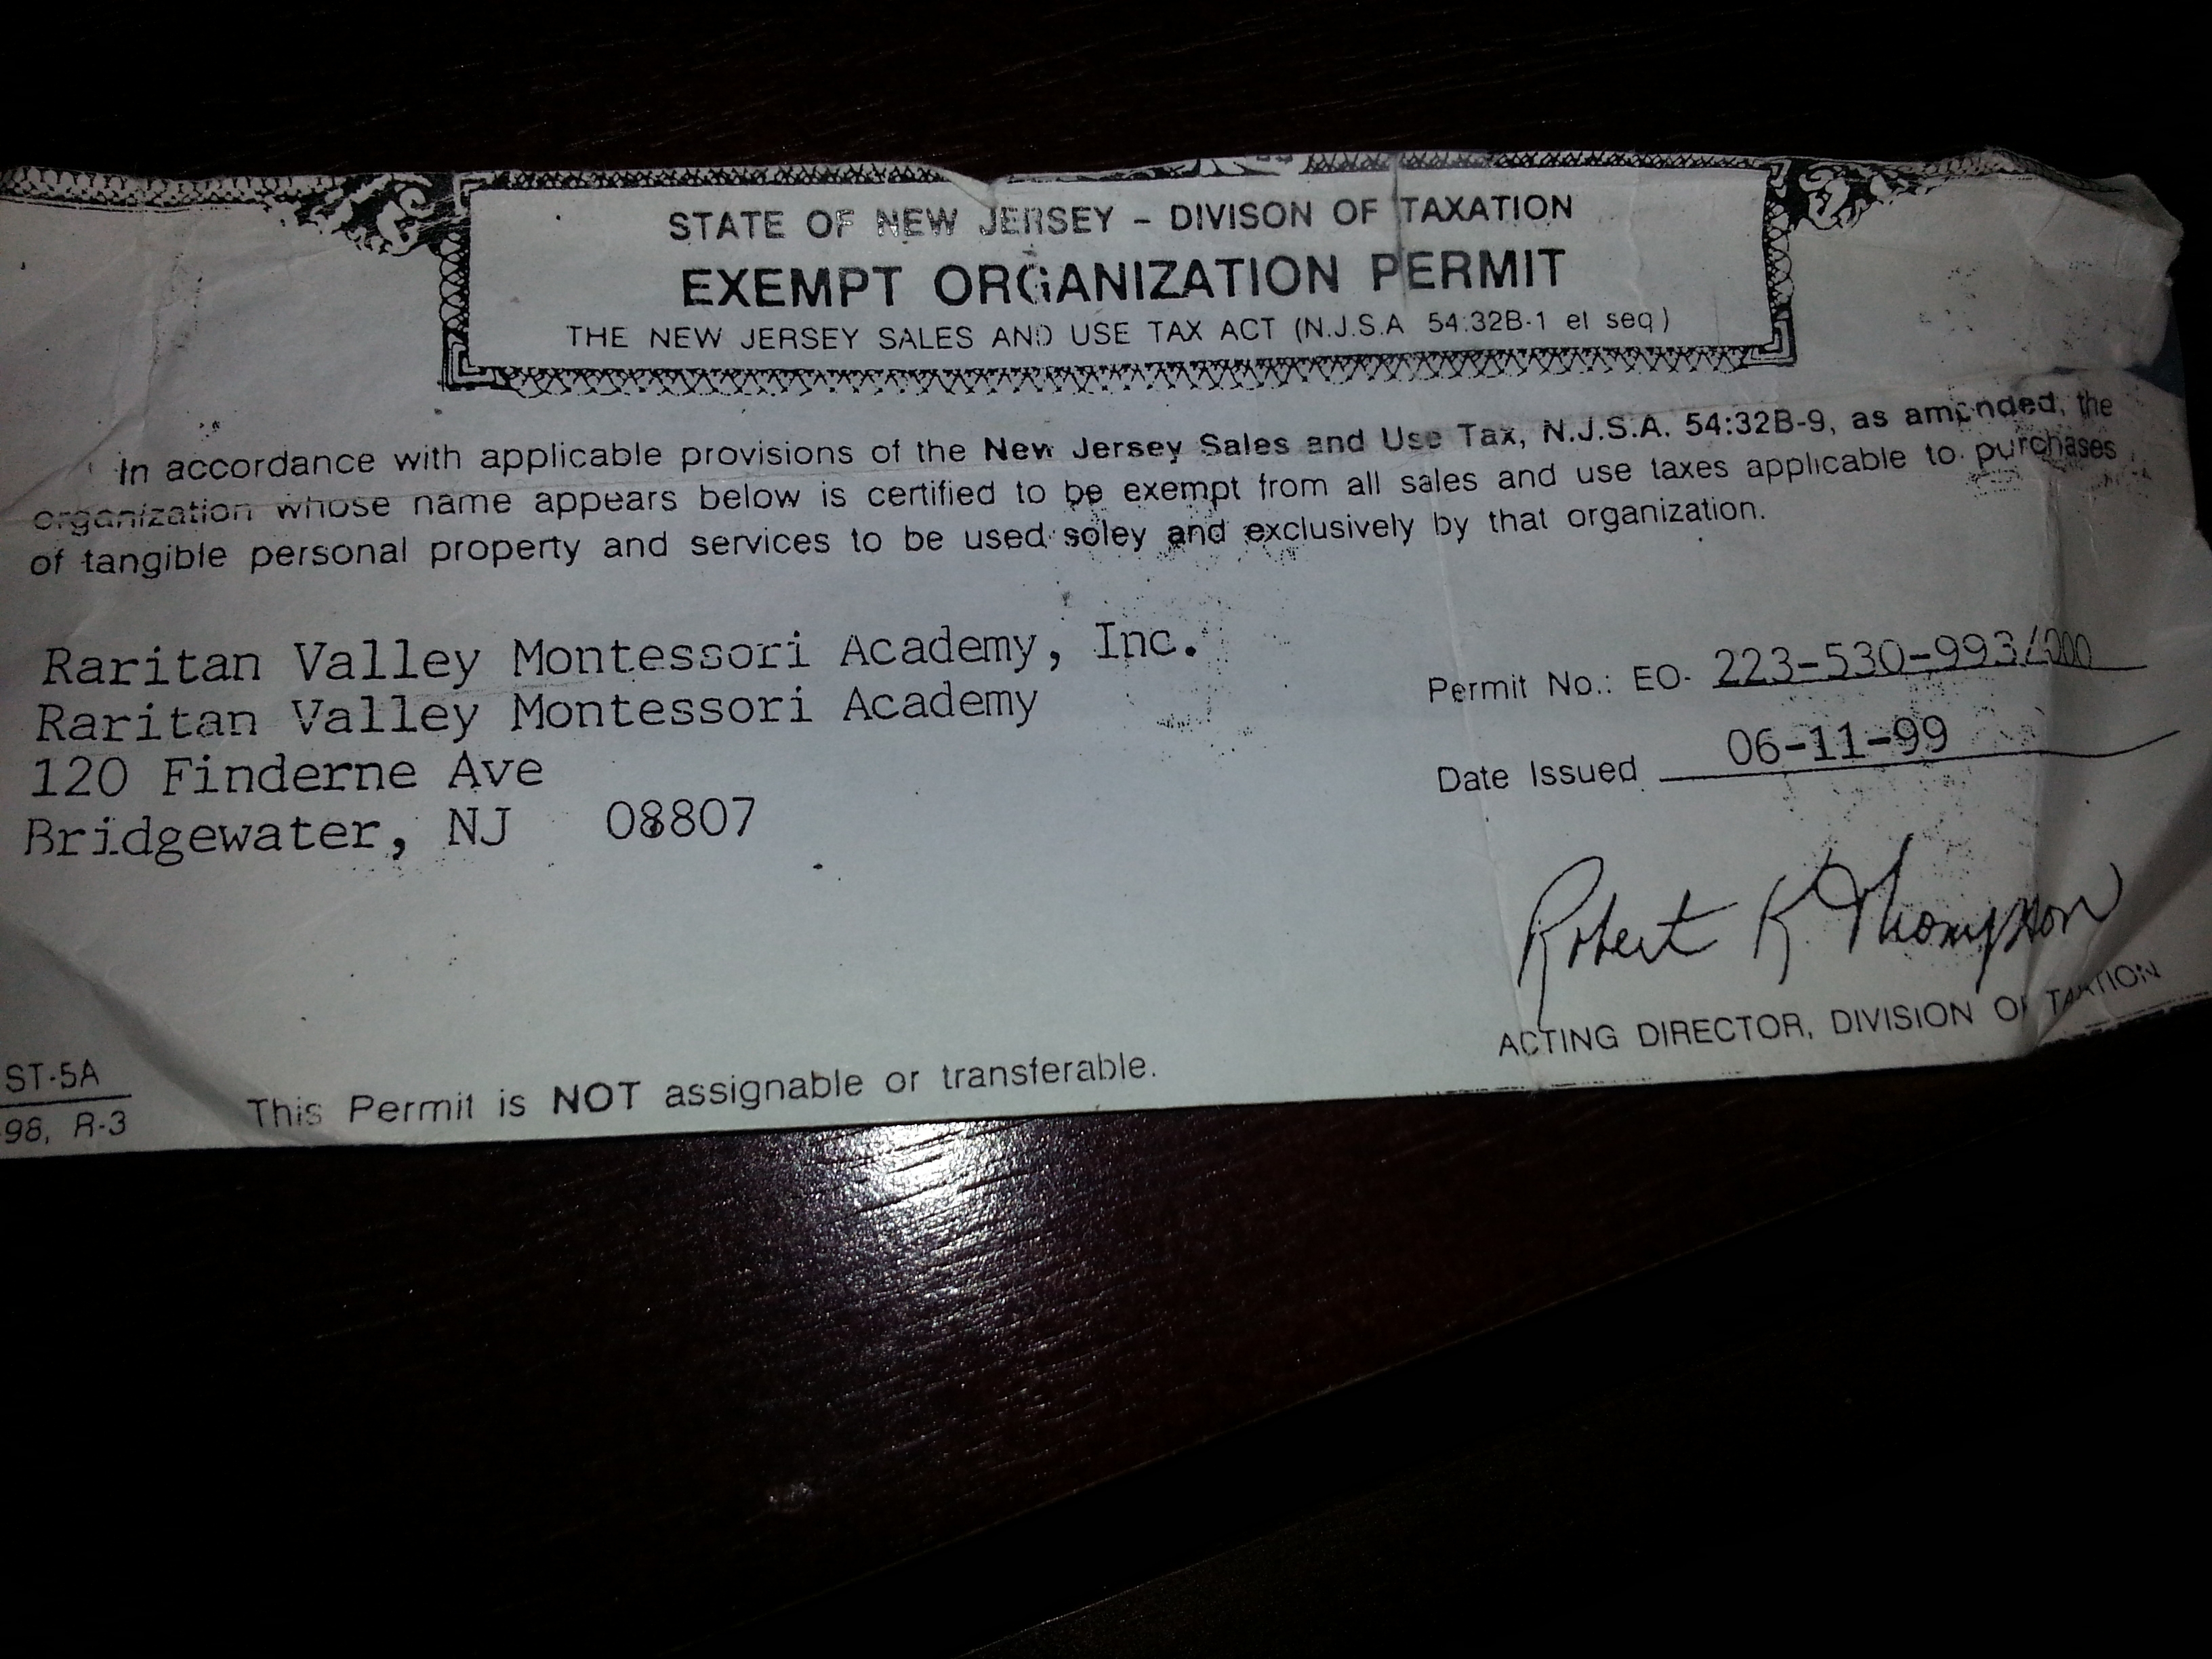 STATE OF NEW JERSEY – DIVISON OF TAXATION
EXEMPT ORGANIZATION PERMIT
THE NEW JERSEY SALES AND USE TAX ACT (N.J.S.A 54:32B-1 et seq)
In accordance with applicable provisions of the New Jersey Sales and Use Tax, N.J.S.A. 54:32B-9, as amended, the
organization whose name appears below is certified to be exempt from all sales and use taxes applicable to purchases
of tangible personal property and services to be used soley and exclusively by that organization.
Raritan Valley Montessori Academy, Inc.
Raritan Valley Montessori Academy
120 Finderne Ave
Bridgewater, NJ 08807
Permit No.: EO- 223-530-993/000
Date Issued 06-11-99
Robert K Thompson
ACTING DIRECTOR, DIVISION OF TAXATION
ST-5A
98, R-3
This Permit is NOT assignable or transferable.